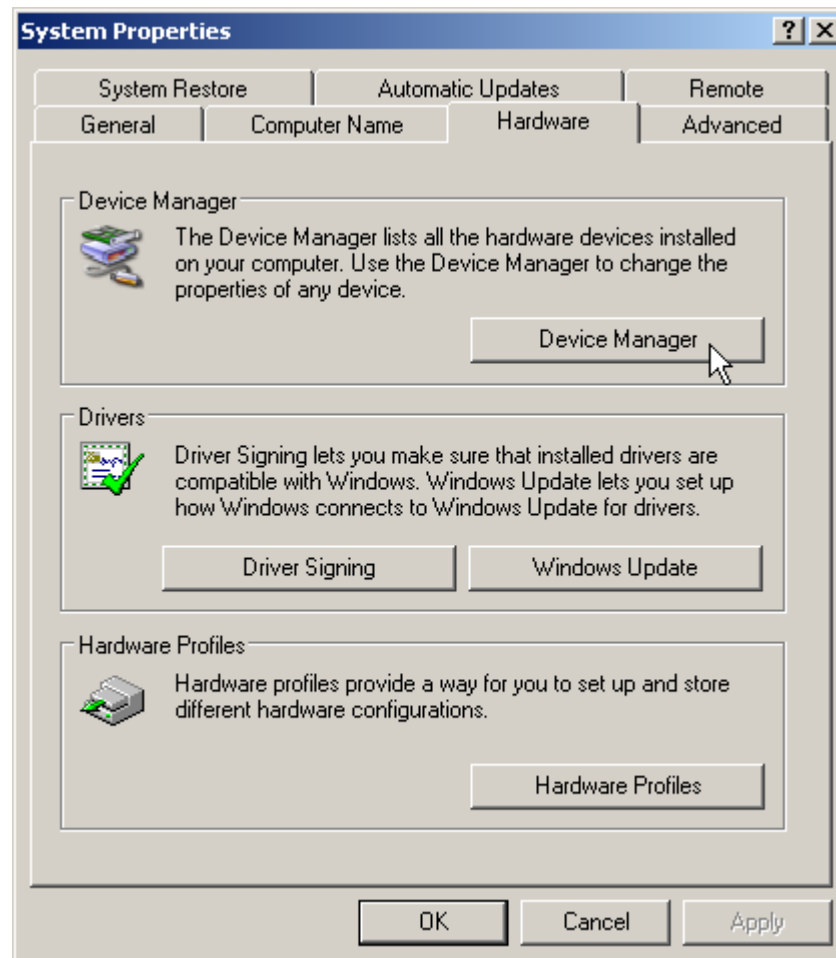 System Properties
System Restore
Automatic Updates
Remote
General
Computer Name
Hardware
Advanced
Device Manager
The Device Manager lists all the hardware devices installed
on your computer. Use the Device Manager to change the
properties of any device.
Device Manager
Drivers
Driver Signing lets you make sure that installed drivers are
compatible with Windows. Windows Update lets you set up
how Windows connects to Windows Update for drivers.
Driver Signing
Windows Update
Hardware Profiles
Hardware profiles provide a way for you to set up and store
different hardware configurations.
Hardware Profiles
OK
Cancel
Apply